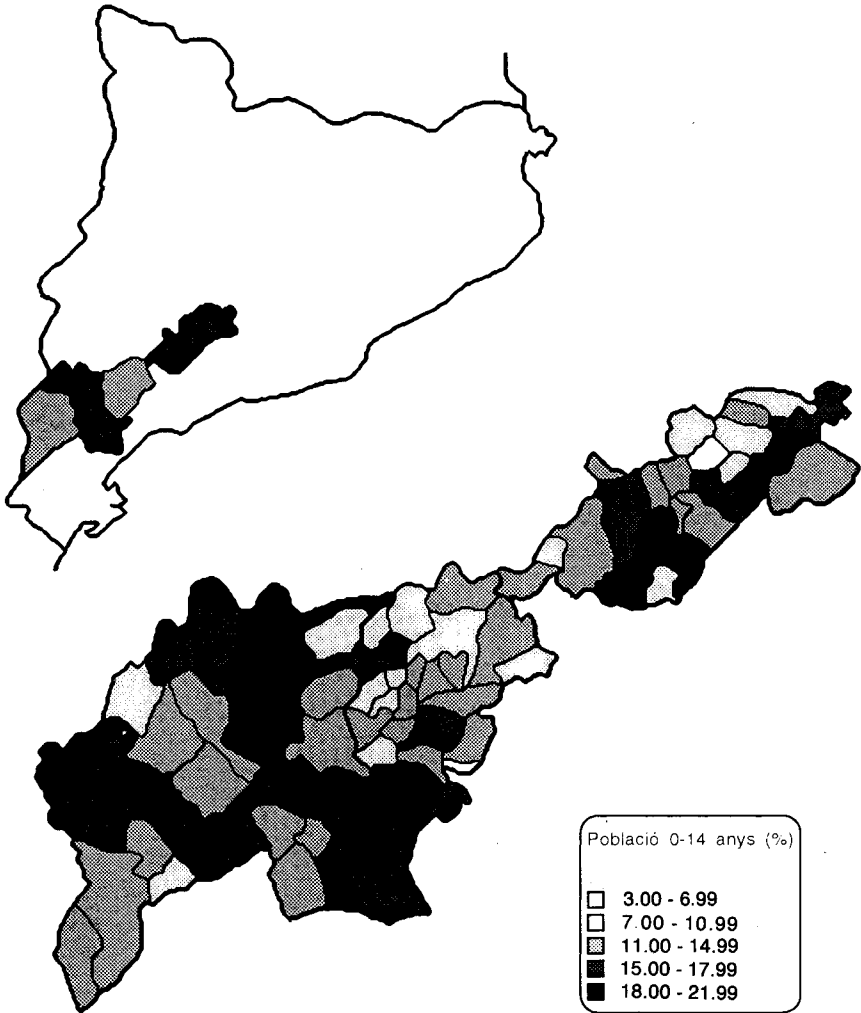 Població 0-14 anys (%)
3.00 - 6.99
7.00 - 10.99
11.00 - 14.99
15.00 - 17.99
18.00 - 21.99